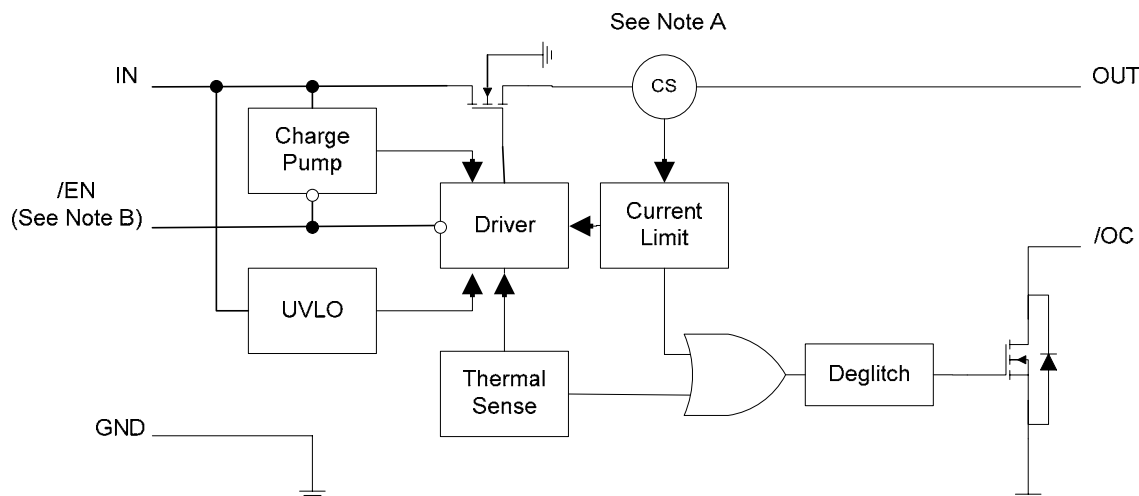 See Note A
IN
OUT
CS
Charge
Pump
/EN
(See Note B)
Driver
Current
Limit
/OC
UVLO
Thermal
Sense
Deglitch
GND